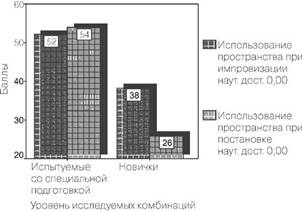 60
50
40
30
20
Баллы
52
54
38
26
Испытуемые
со специальной
подготовкой
Новички
Уровень исследуемых комбинаций
Использование
пространства при
импровизации
наут. дост. 0,00
Использование
пространства при
постановке
наут. дост. 0,00